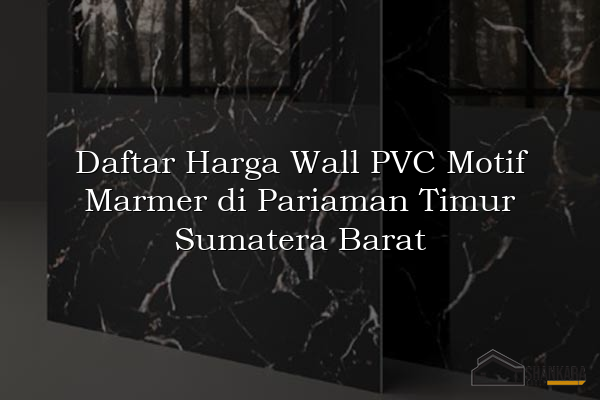 Daftar Harga Wall PVC Motif
Marmer di Pariaman Timur
Sumatera Barat